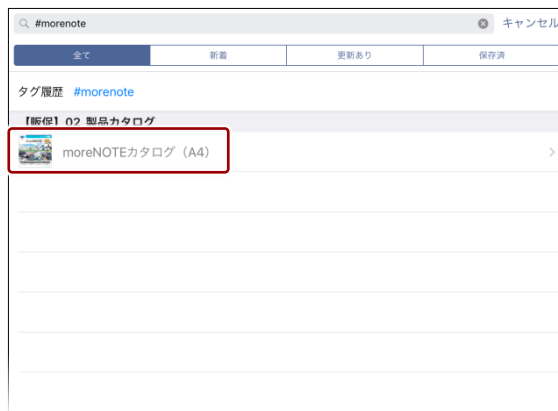 #morenote キャンセル
全て 新着 更新あり 保存済
タグ履歴 #morenote
【販促】02_製品カタログ
moreNOTEカタログ（A4）